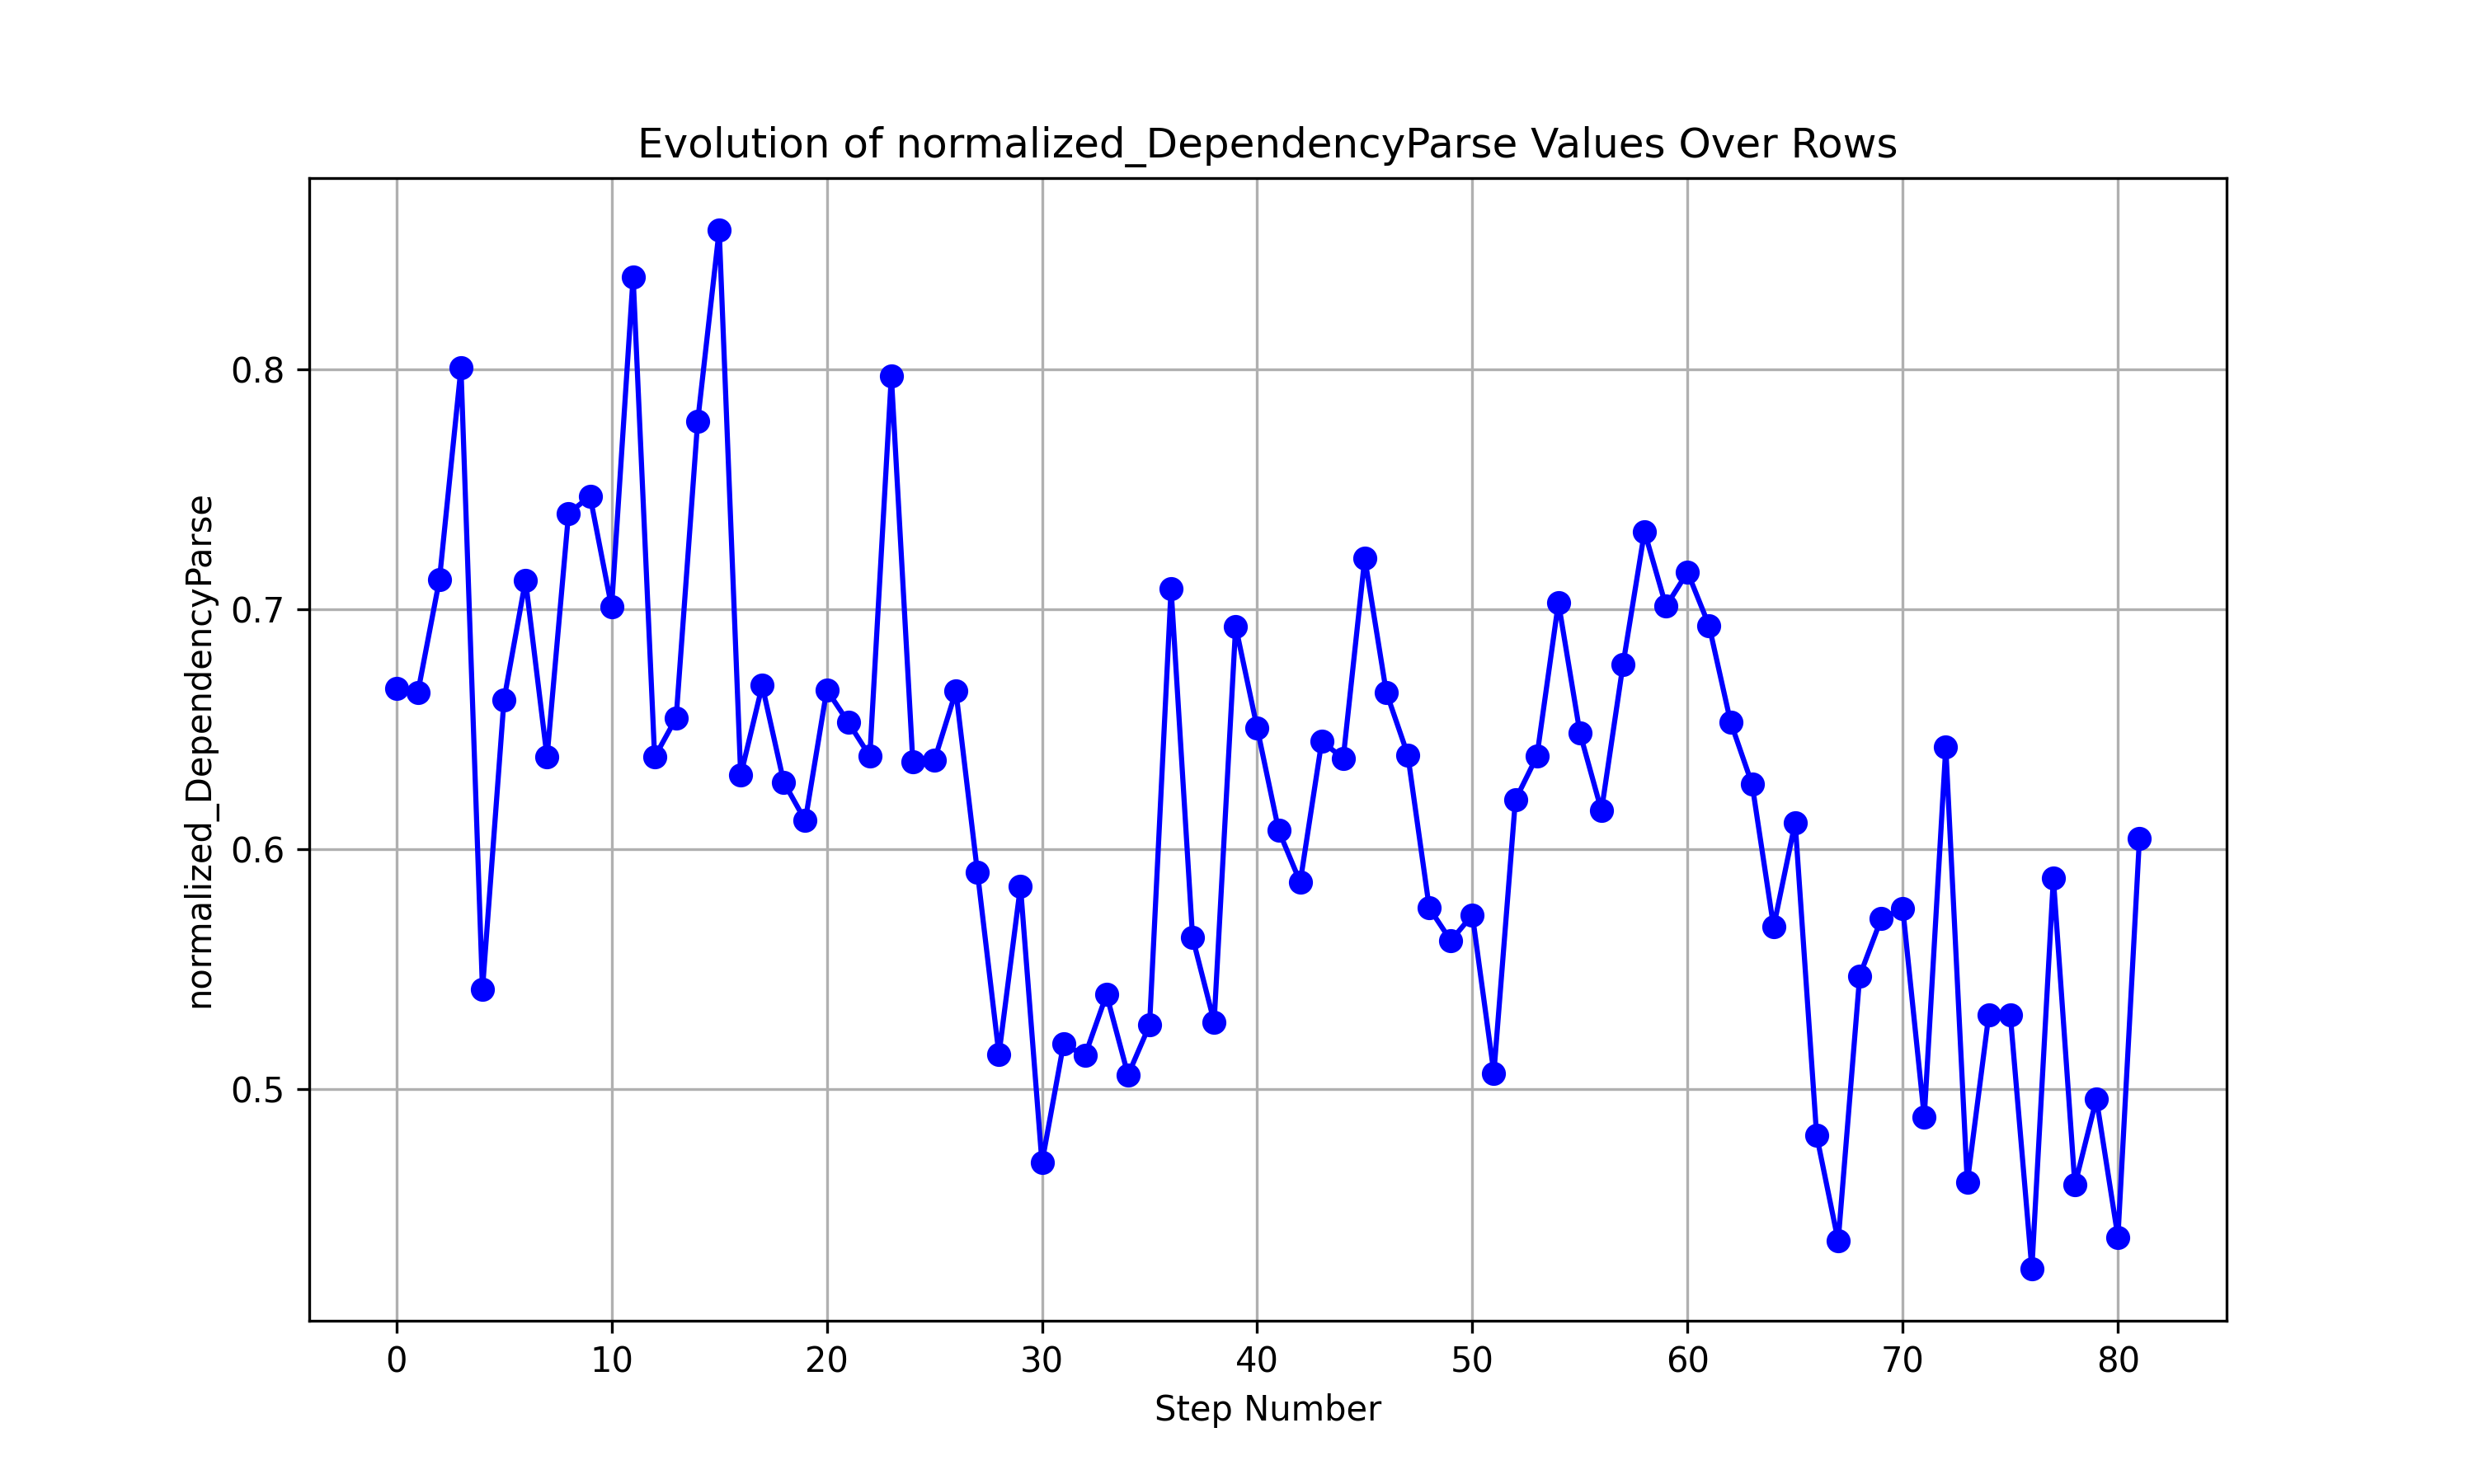 Evolution of normalized_DependencyParse Values Over Rows
normalized_DependencyParse
0.8
0.7
0.6
0.5
0 10 20 30 40 50 60 70 80
Step Number